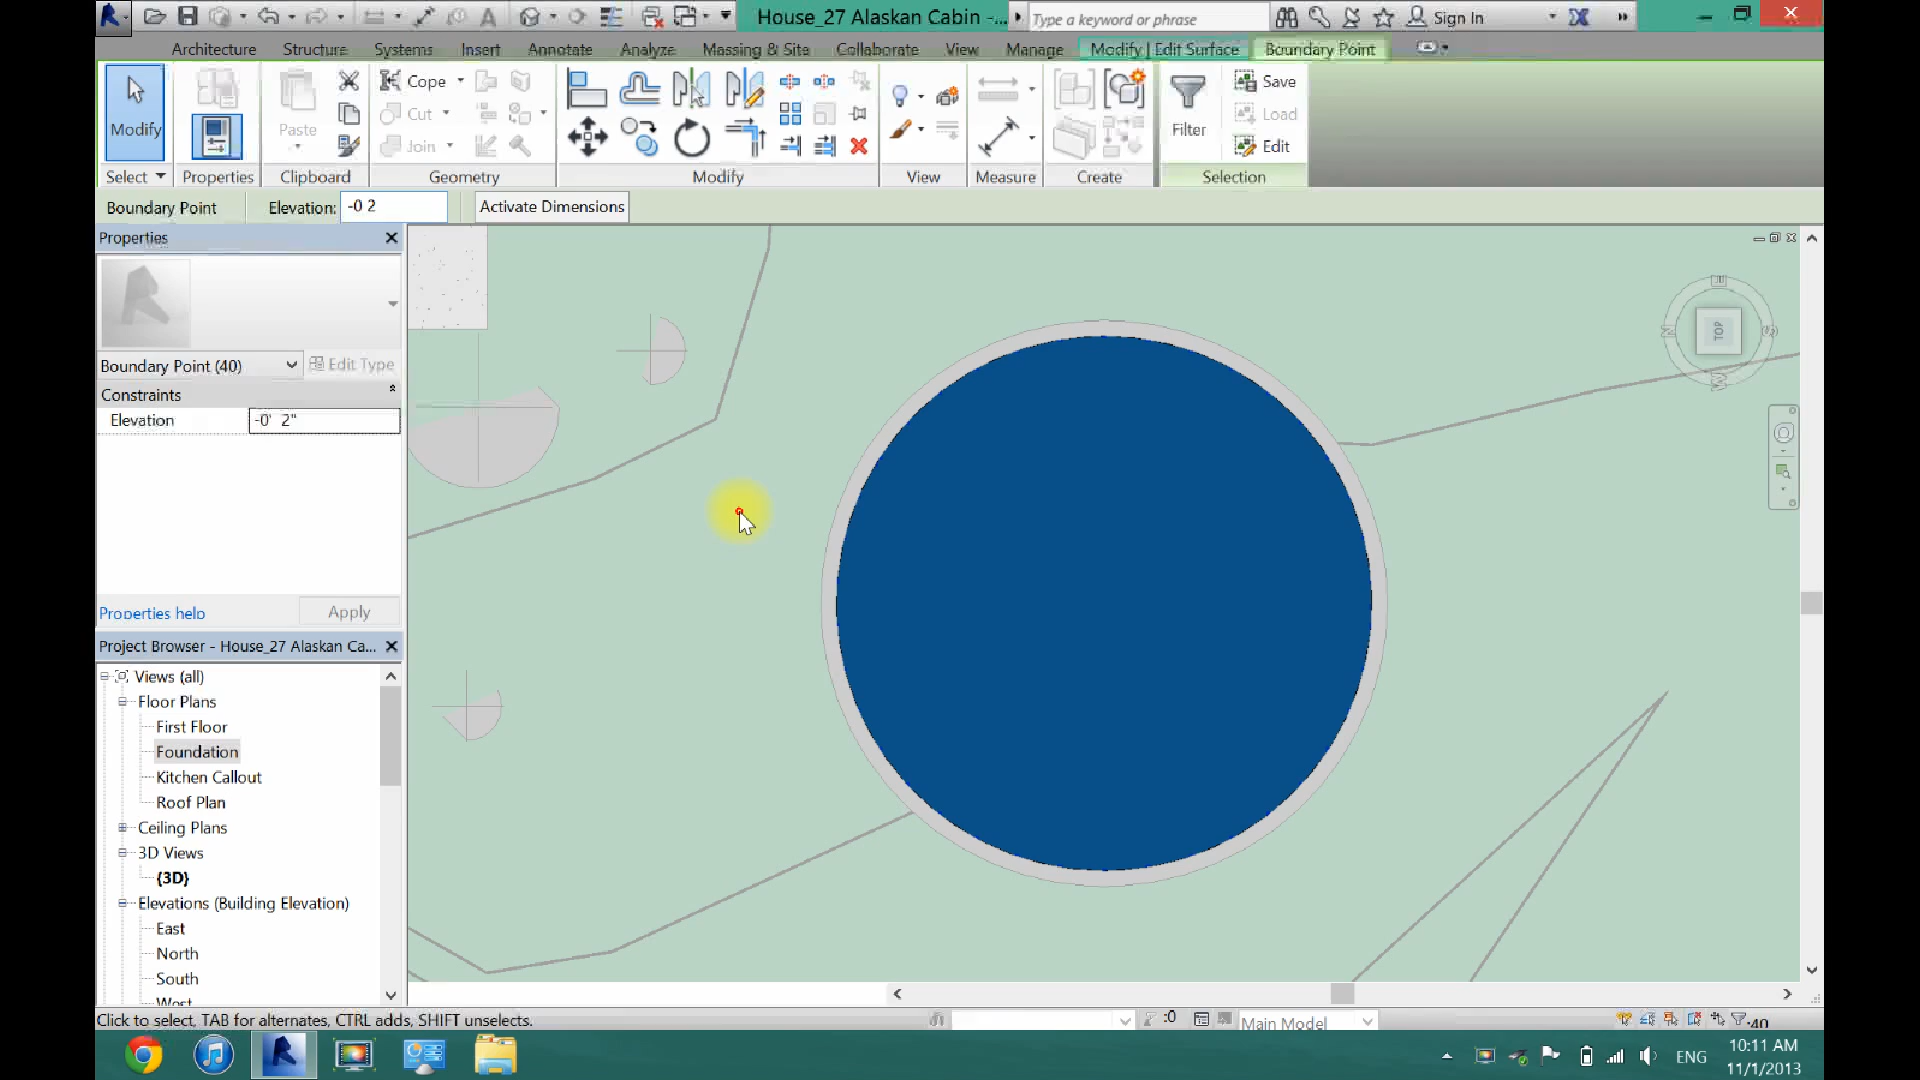 House_27 Alaskan Cabin -...
Type a keyword or phrase
Sign In
Architecture
Structure
Systems
Insert
Annotate
Analyze
Massing & Site
Collaborate
View
Manage
Modify | Edit Surface
Boundary Point
Modify
Paste
Cope
Cut
Join
Filter
Save
Load
Edit
Select
Properties
Clipboard
Geometry
Modify
View
Measure
Create
Selection
Boundary Point
Elevation:
-0 2
Activate Dimensions
Properties
Boundary Point (40)
Edit Type
Constraints
Elevation
-0' 2"
Properties help
Apply
Project Browser - House_27 Alaskan Ca...
Views (all)
Floor Plans
First Floor
Foundation
Kitchen Callout
Roof Plan
Ceiling Plans
3D Views
{3D}
Elevations (Building Elevation)
East
North
South
West
TOP
Click to select, TAB for alternates, CTRL adds, SHIFT unselects.
:0
Main Model
:40
ENG
10:11 AM
11/1/2013